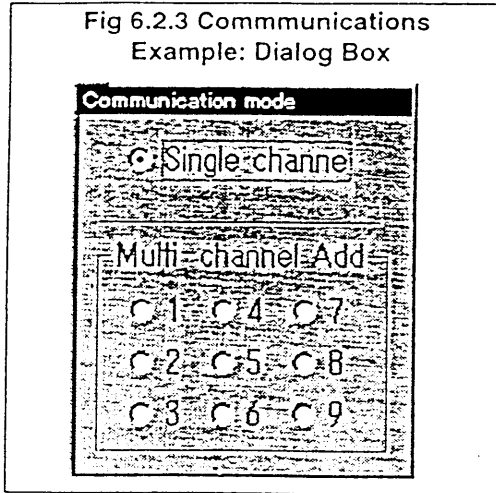 Fig 6.2.3 Commmunications
Example: Dialog Box
Communication mode
Single channel
Multi-channel Add
1 4 7
2 5 8
3 6 9